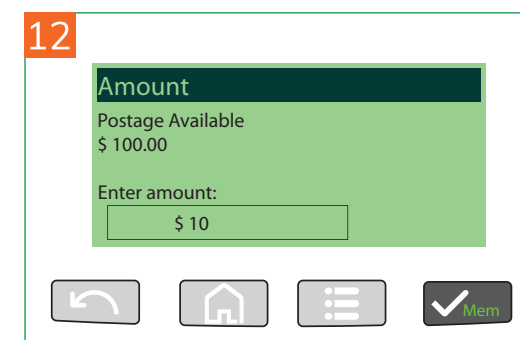 12
Amount
Postage Available
$ 100.00
Enter amount:
$ 10
Mem